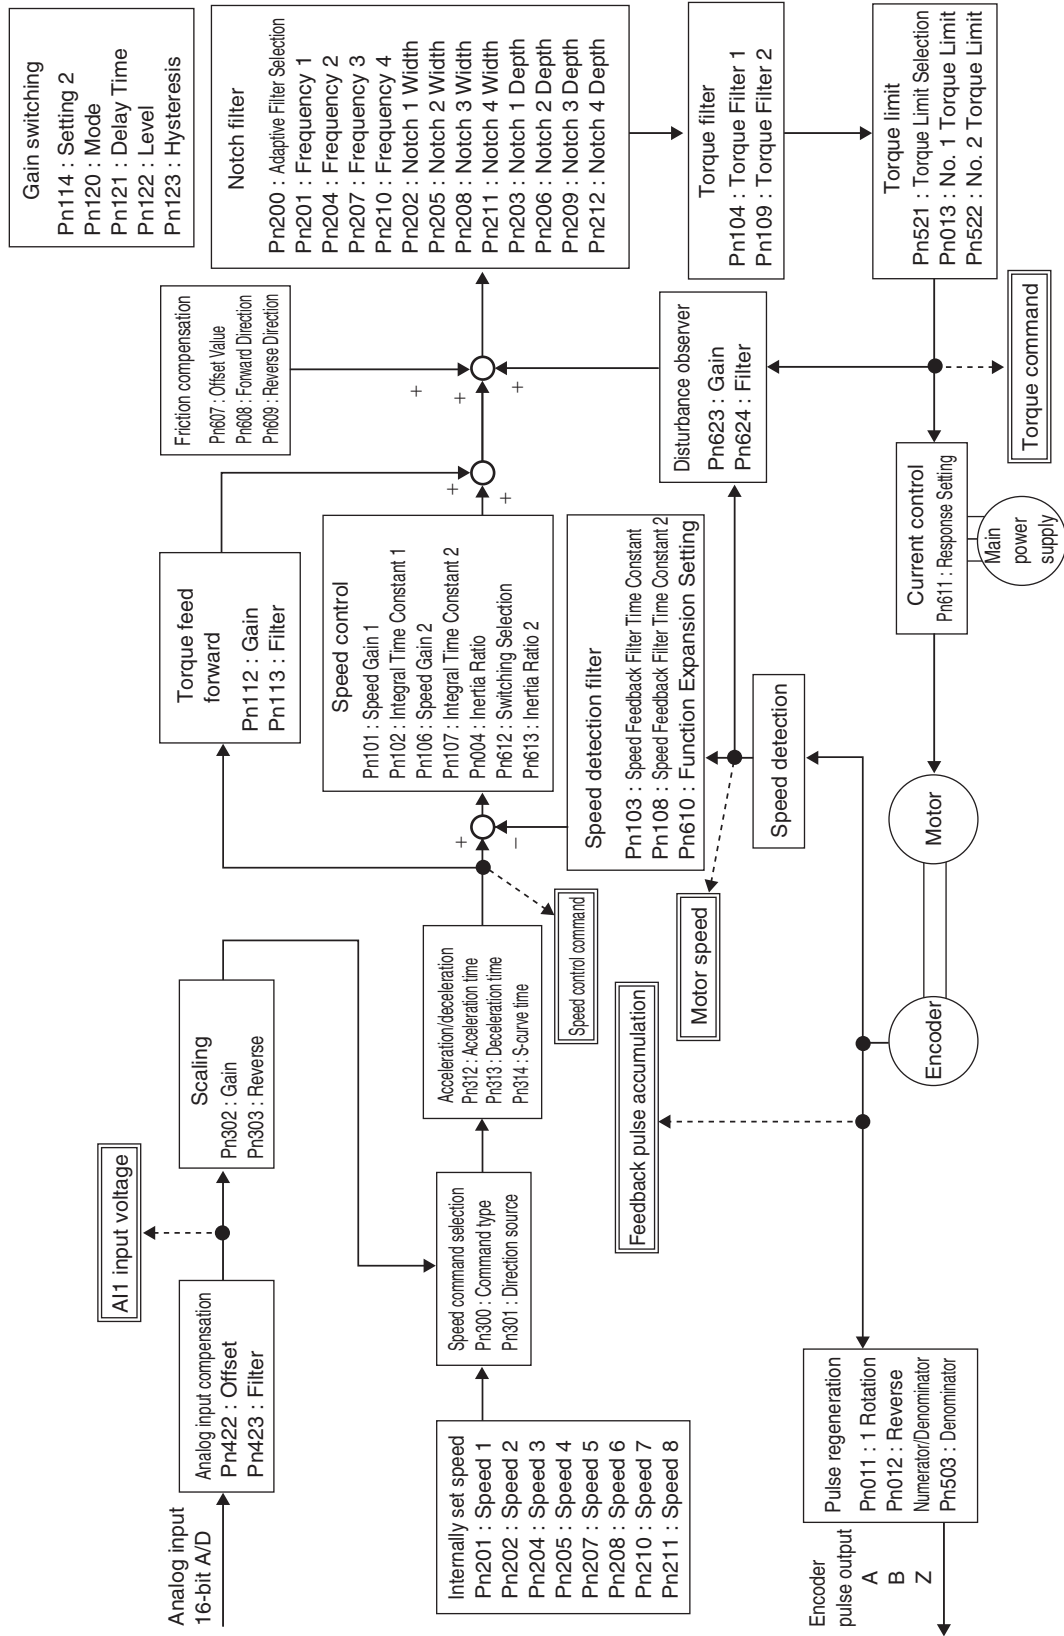 Analog input
16-bit A/D
Analog input compensation
Pn422 : Offset
Pn423 : Filter
AI1 input voltage
Scaling
Pn302 : Gain
Pn303 : Reverse
Torque feed
forward
Pn112 : Gain
Pn113 : Filter
Friction compensation
Pn607 : Offset Value
Pn608 : Forward Direction
Pn609 : Reverse Direction
Gain switching
Pn114 : Setting 2
Pn120 : Mode
Pn121 : Delay Time
Pn122 : Level
Pn123 : Hysteresis
Internally set speed
Pn201 : Speed 1
Pn202 : Speed 2
Pn204 : Speed 3
Pn205 : Speed 4
Pn207 : Speed 5
Pn208 : Speed 6
Pn210 : Speed 7
Pn211 : Speed 8
Speed command selection
Pn300 : Command type
Pn301 : Direction source
Acceleration/deceleration
Pn312 : Acceleration time
Pn313 : Deceleration time
Pn314 : S-curve time
Speed control command
+
−
Speed control
Pn101 : Speed Gain 1
Pn102 : Integral Time Constant 1
Pn106 : Speed Gain 2
Pn107 : Integral Time Constant 2
Pn004 : Inertia Ratio
Pn612 : Switching Selection
Pn613 : Inertia Ratio 2
+
+
+
+
+
Notch filter
Pn200 : Adaptive Filter Selection
Pn201 : Frequency 1
Pn204 : Frequency 2
Pn207 : Frequency 3
Pn210 : Frequency 4
Pn202 : Notch 1 Width
Pn205 : Notch 2 Width
Pn208 : Notch 3 Width
Pn211 : Notch 4 Width
Pn203 : Notch 1 Depth
Pn206 : Notch 2 Depth
Pn209 : Notch 3 Depth
Pn212 : Notch 4 Depth
Feedback pulse accumulation
Motor speed
Speed detection filter
Pn103 : Speed Feedback Filter Time Constant
Pn108 : Speed Feedback Filter Time Constant 2
Pn610 : Function Expansion Setting
Disturbance observer
Pn623 : Gain
Pn624 : Filter
Torque filter
Pn104 : Torque Filter 1
Pn109 : Torque Filter 2
Speed detection
Encoder
pulse output
A
B
Z
Pulse regeneration
Pn011 : 1 Rotation
Pn012 : Reverse
Numerator/Denominator
Pn503 : Denominator
Encoder
Motor
Current control
Pn611 : Response Setting
Main
power
supply
Torque command
Torque limit
Pn521 : Torque Limit Selection
Pn013 : No. 1 Torque Limit
Pn522 : No. 2 Torque Limit